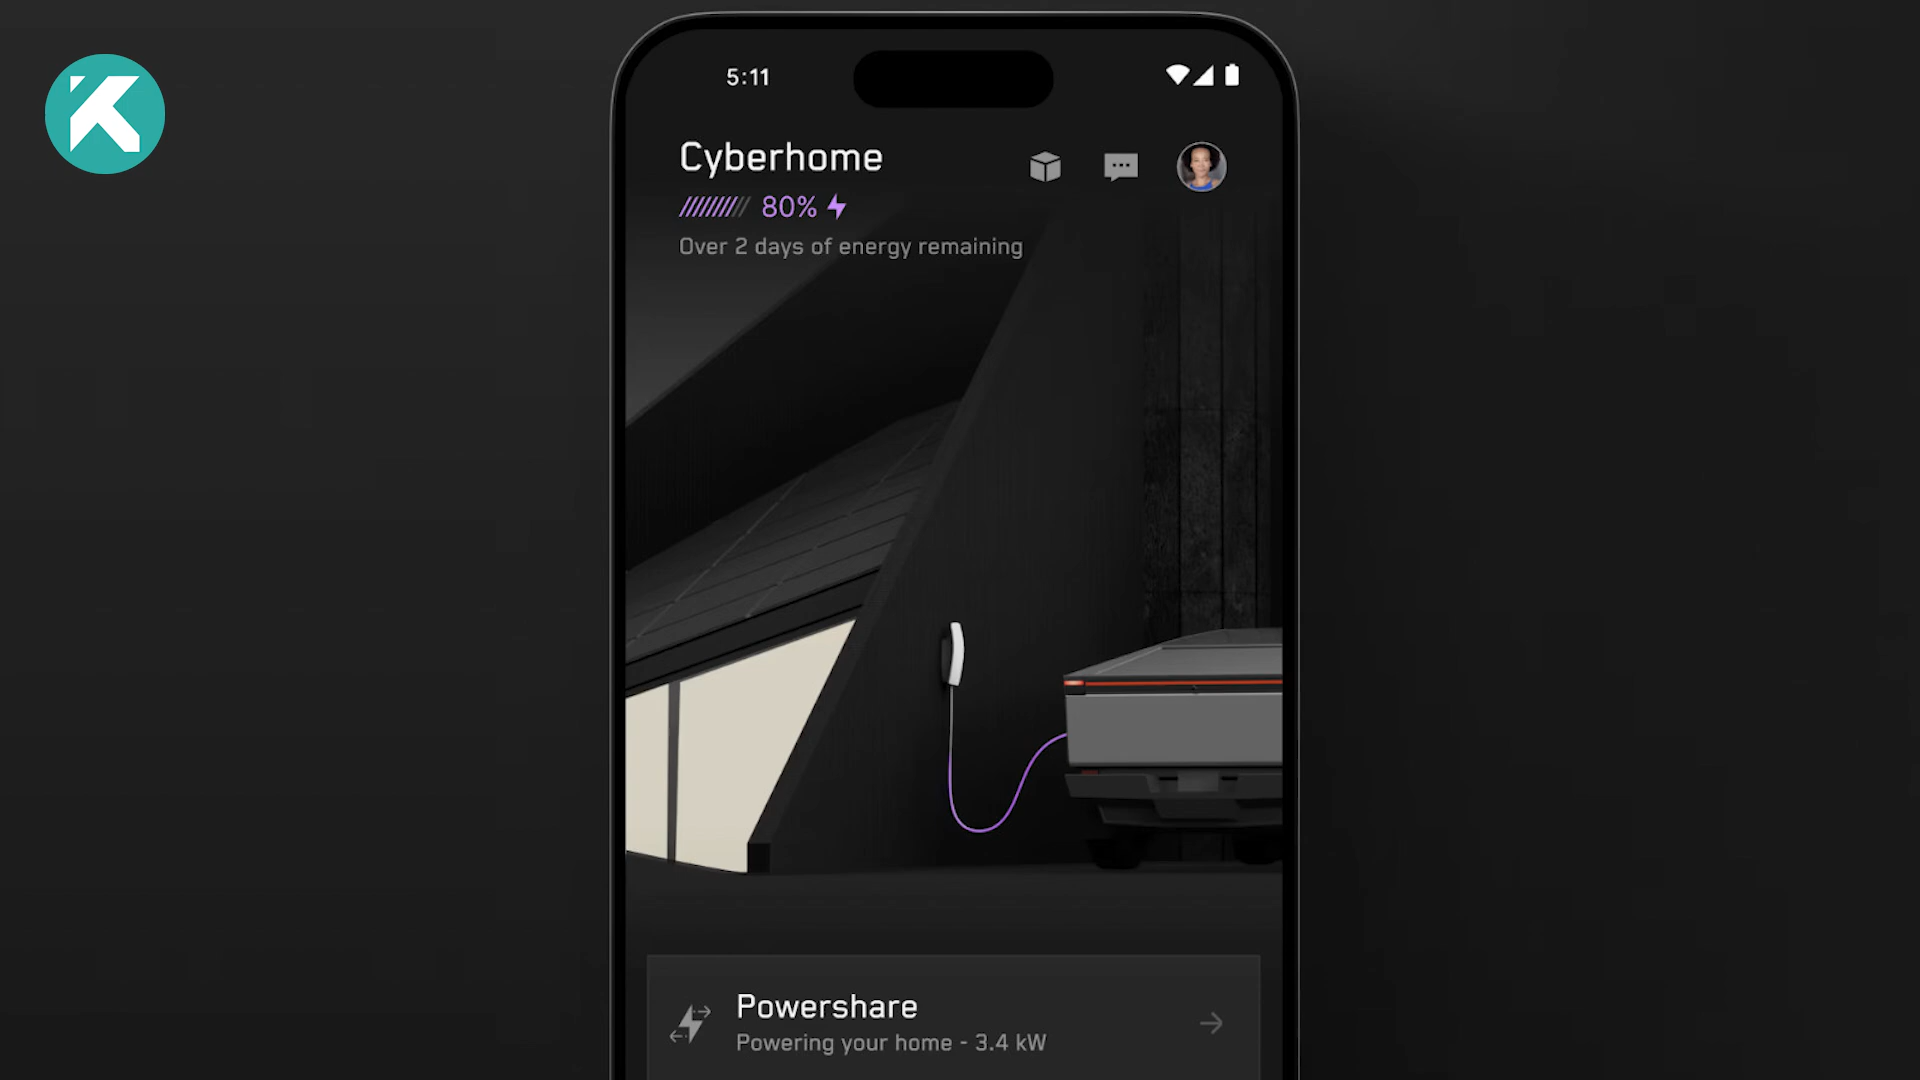 5:11
Cyberhome
80%
Over 2 days of energy remaining
Powershare
Powering your home - 3.4 kW